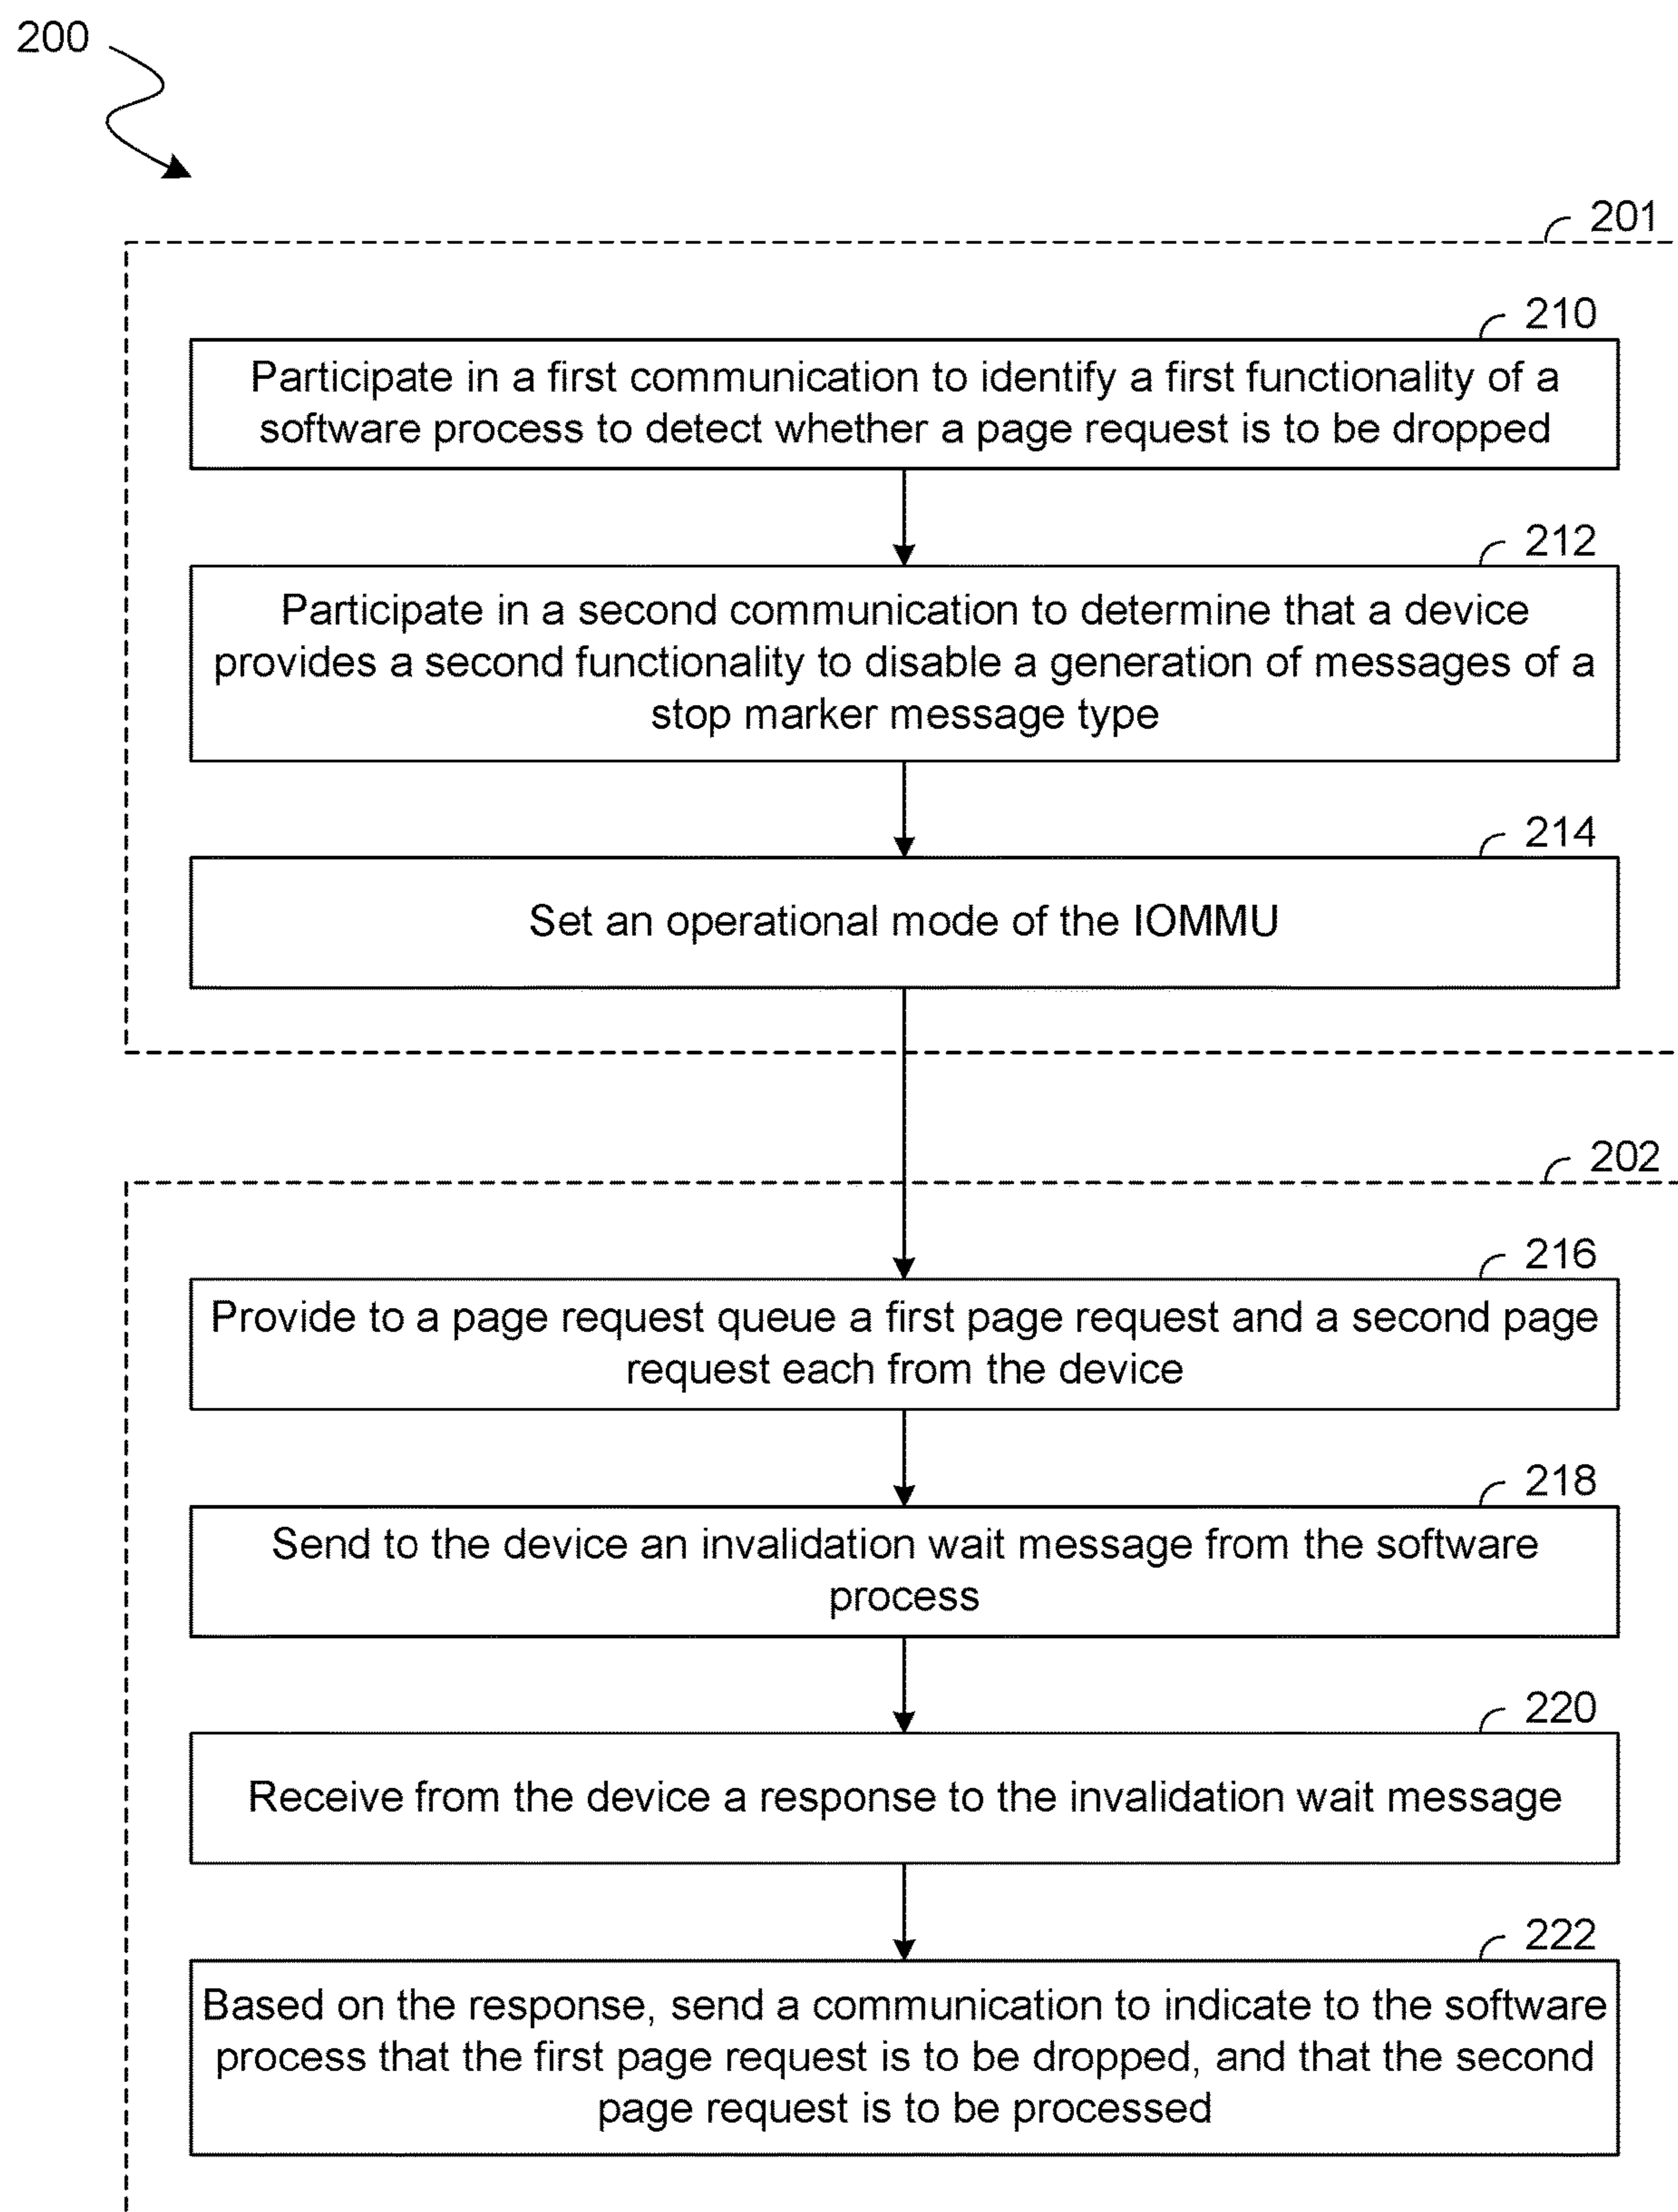 200
201
210
Participate in a first communication to identify a first functionality of a
software process to detect whether a page request is to be dropped
212
Participate in a second communication to determine that a device
provides a second functionality to disable a generation of messages of a
stop marker message type
214
Set an operational mode of the IOMMU
202
216
Provide to a page request queue a first page request and a second page
request each from the device
218
Send to the device an invalidation wait message from the software
process
220
Receive from the device a response to the invalidation wait message
222
Based on the response, send a communication to indicate to the software
process that the first page request is to be dropped, and that the second
page request is to be processed